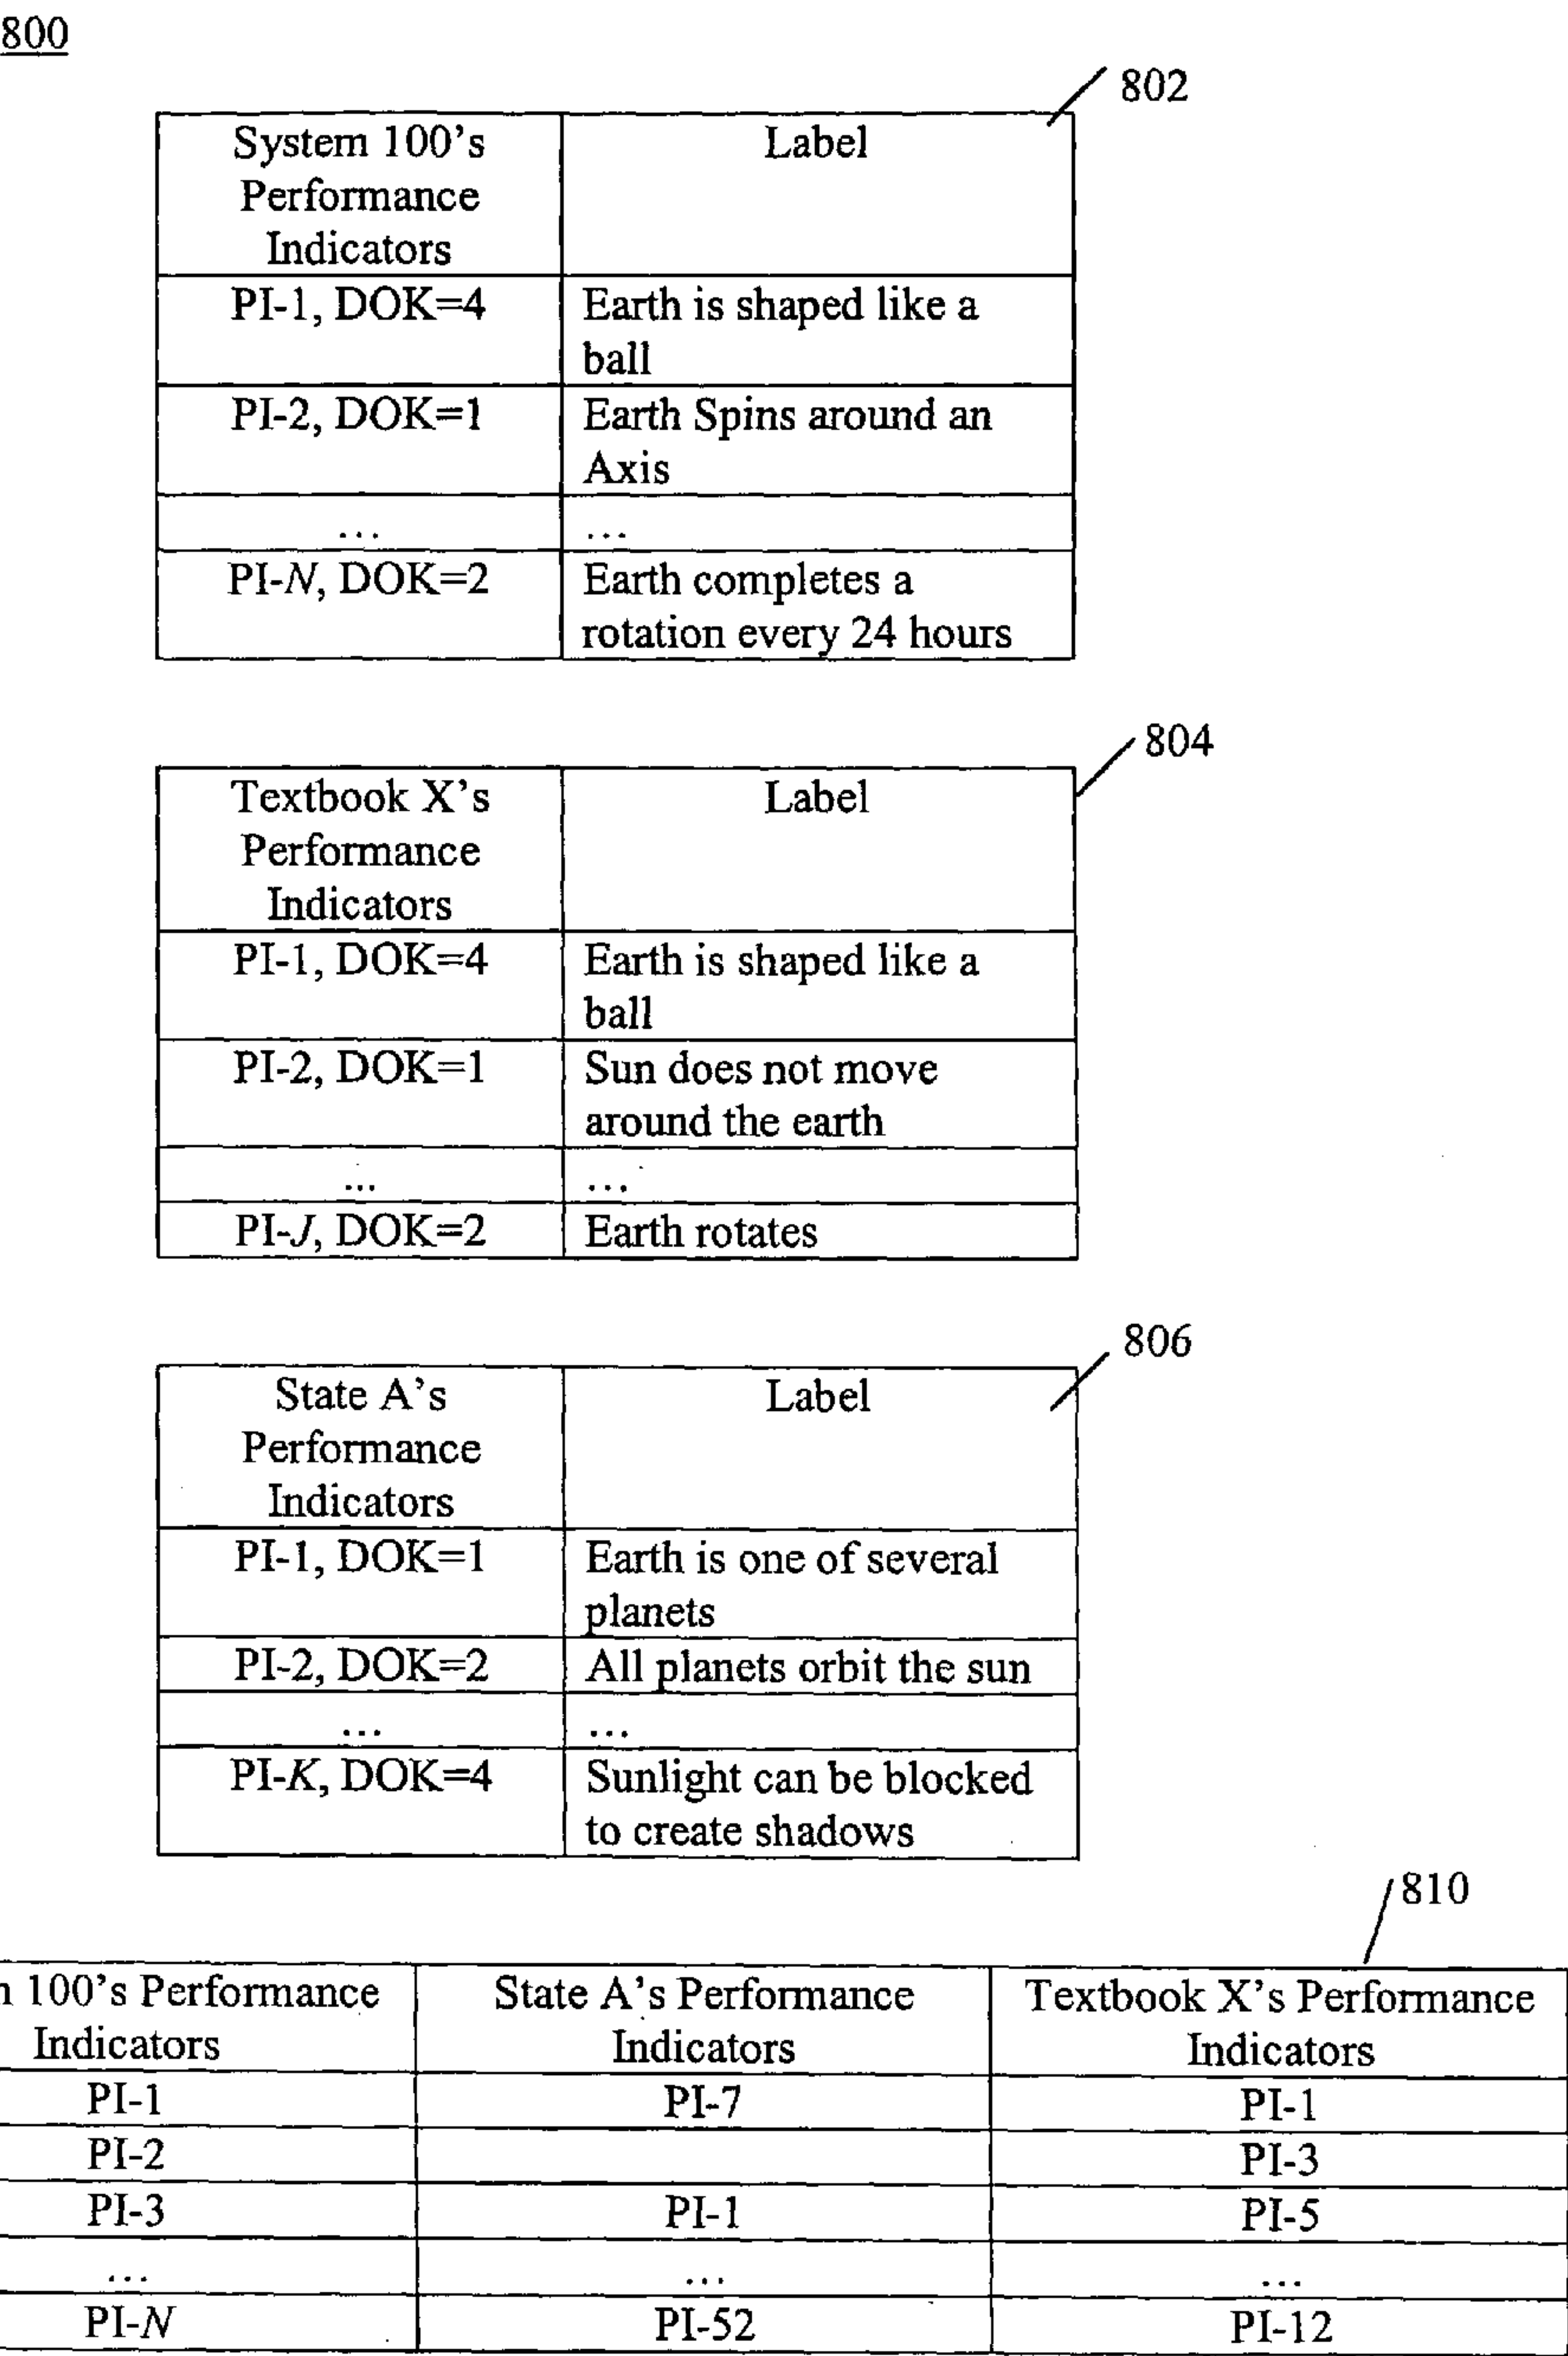 800
802
System 100's Label
Performance
Indicators
PI-1, DOK=4 Earth is shaped like a
ball
PI-2, DOK=1 Earth Spins around an
Axis
... ...
PI-N, DOK=2 Earth completes a
rotation every 24 hours
804
Textbook X's Label
Performance
Indicators
PI-1, DOK=4 Earth is shaped like a
ball
PI-2, DOK=1 Sun does not move
around the earth
... ...
PI-J, DOK=2 Earth rotates
806
State A's Label
Performance
Indicators
PI-1, DOK=1 Earth is one of several
planets
PI-2, DOK=2 All planets orbit the sun
... ...
PI-K, DOK=4 Sunlight can be blocked
to create shadows
810
100's Performance State A's Performance Textbook X's Performance
Indicators Indicators Indicators
PI-1 PI-7 PI-1
PI-2 PI-3
PI-3 PI-1 PI-5
... ... ...
PI-N PI-52 PI-12